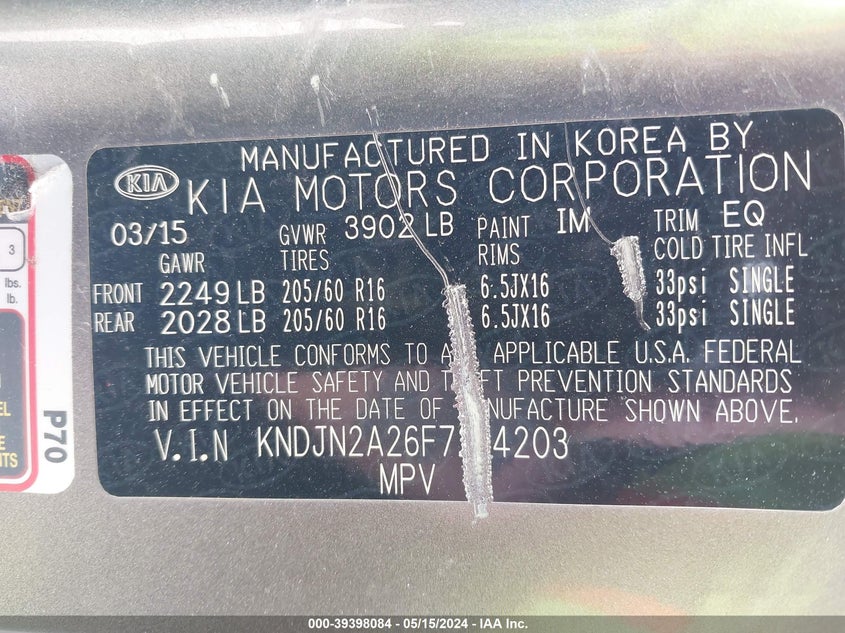 MANUFACTURED IN KOREA BY
KIA KIA MOTORS CORPORATION
03/15 GVWR 3902 LB PAINT IM TRIM EQ
GAWR TIRES RIMS COLD TIRE INFL
FRONT 2249 LB 205/60 R16 6.5JX16 33psi SINGLE
REAR 2028 LB 205/60 R16 6.5JX16 33psi SINGLE
THIS VEHICLE CONFORMS TO APPLICABLE U.S.A. FEDERAL
MOTOR VEHICLE SAFETY AND PREVENTION STANDARDS
IN EFFECT ON THE DATE OF SHOWN ABOVE.
V.I.N KNDJN2A26F7 4203
MPV
3
lbs.
lb.
P70
000-39398084 - 05/15/2024 - IAA Inc.